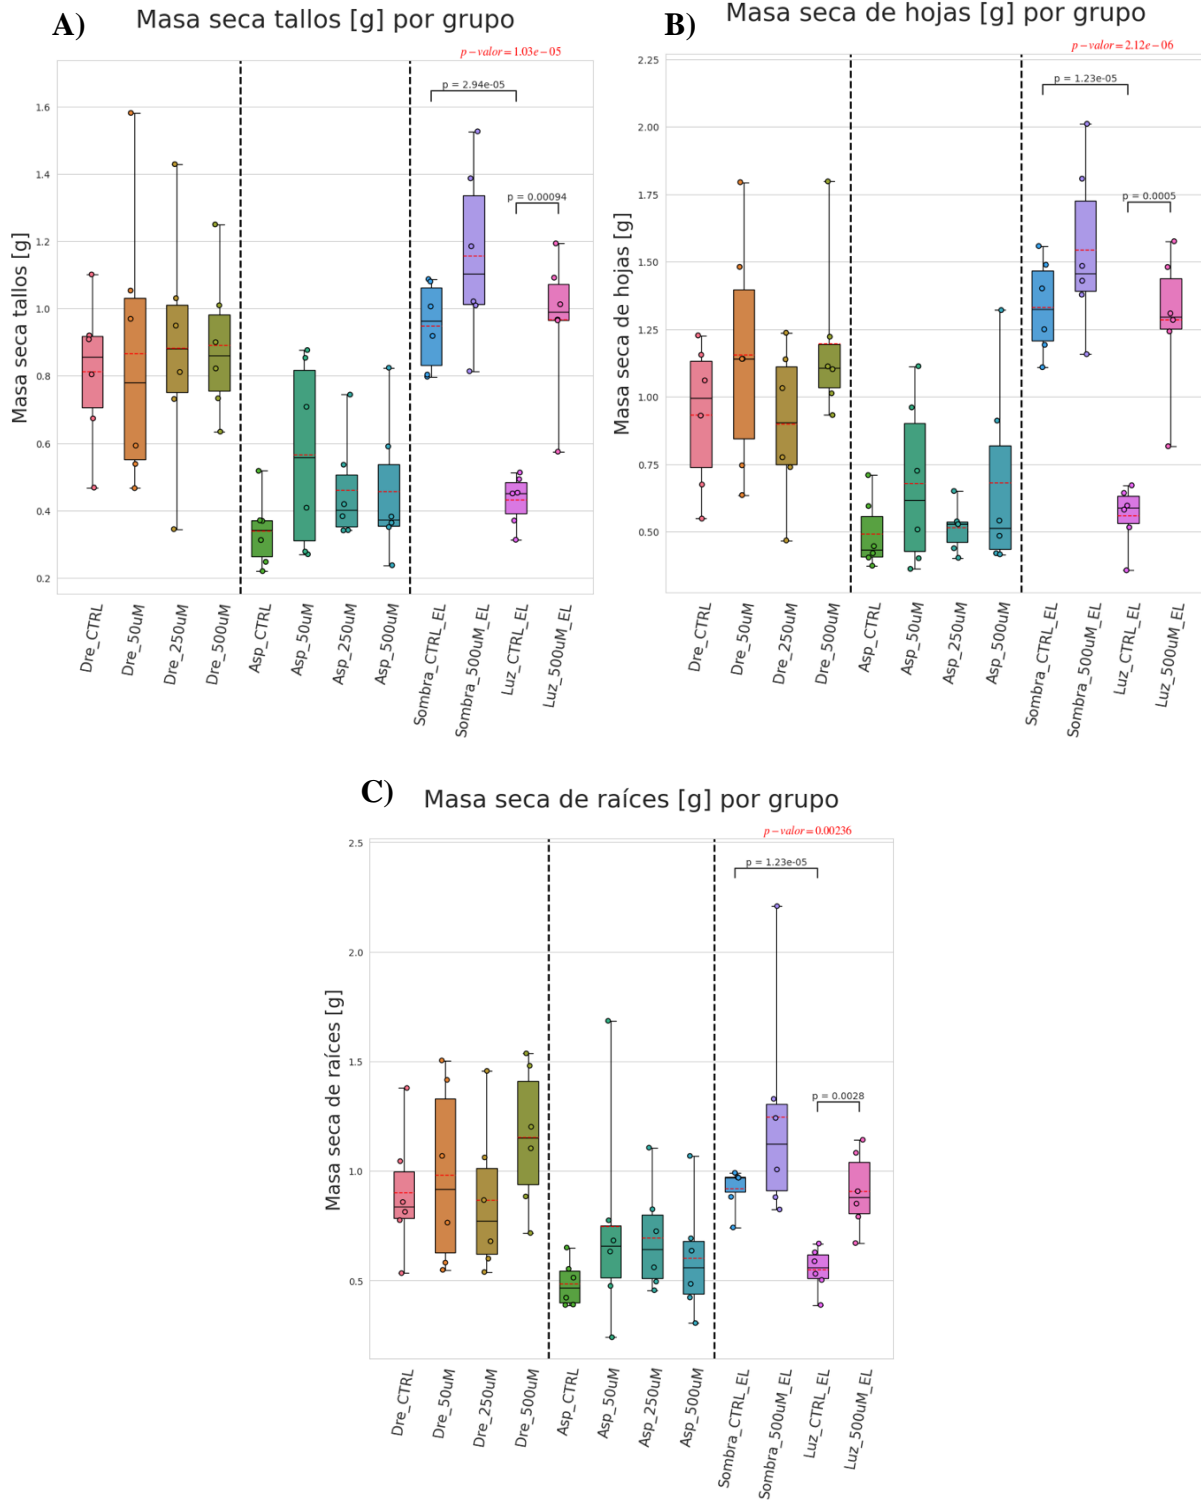 A)
Masa seca tallos [g] por grupo
p − valor = 1.03e − 05
p = 2.94e-05
p = 0.00094
Masa seca tallos [g]
1.6
1.4
1.2
1.0
0.8
0.6
0.4
0.2
Dre_CTRL
Dre_50uM
Dre_250uM
Dre_500uM
Asp_CTRL
Asp_50uM
Asp_250uM
Asp_500uM
Sombra_CTRL_EL
Sombra_500uM_EL
Luz_CTRL_EL
Luz_500uM_EL
B)
Masa seca de hojas [g] por grupo
p − valor = 2.12e − 06
p = 1.23e-05
p = 0.0005
Masa seca de hojas [g]
2.25
2.00
1.75
1.50
1.25
1.00
0.75
0.50
Dre_CTRL
Dre_50uM
Dre_250uM
Dre_500uM
Asp_CTRL
Asp_50uM
Asp_250uM
Asp_500uM
Sombra_CTRL_EL
Sombra_500uM_EL
Luz_CTRL_EL
Luz_500uM_EL
C)
Masa seca de raíces [g] por grupo
p − valor = 0.00236
p = 1.23e-05
p = 0.0028
Masa seca de raíces [g]
2.5
2.0
1.5
1.0
0.5
Dre_CTRL
Dre_50uM
Dre_250uM
Dre_500uM
Asp_CTRL
Asp_50uM
Asp_250uM
Asp_500uM
Sombra_CTRL_EL
Sombra_500uM_EL
Luz_CTRL_EL
Luz_500uM_EL